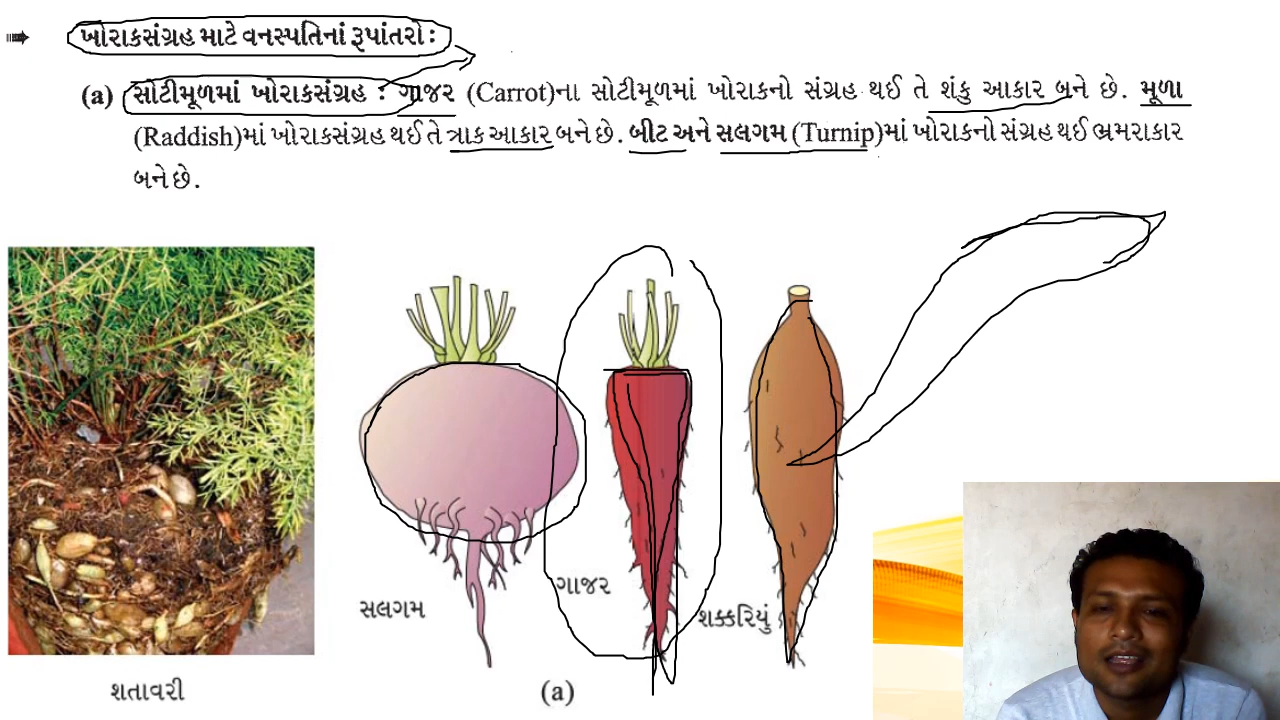 ખોરાકસંગ્રહ માટે વનસ્પતિનાં રૂપાંતરો :
(a) સોટીમૂળમાં ખોરાકસંગ્રહ : ગાજર (Carrot)ના સોટીમૂળમાં ખોરાકનો સંગ્રહ થઈ તે શંકુ આકાર બને છે. મૂળા
(Raddish)માં ખોરાકસંગ્રહ થઈ તે ત્રાક આકાર બને છે. બીટ અને સલગમ (Turnip)માં ખોરાકનો સંગ્રહ થઈ ભ્રમરાકાર
બને છે.
ગાજર
સલગમ
શક્કરિયું
શતાવરી
(a)